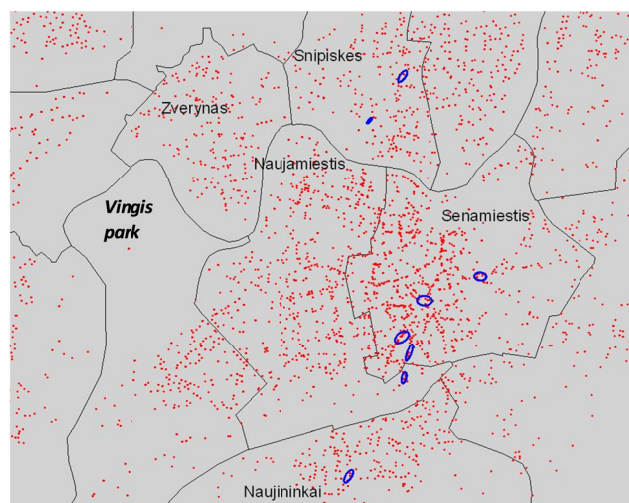 Snipiskes
Zverynas
Naujamiestis
Vingis
park
Senamiestis
Naujininkai